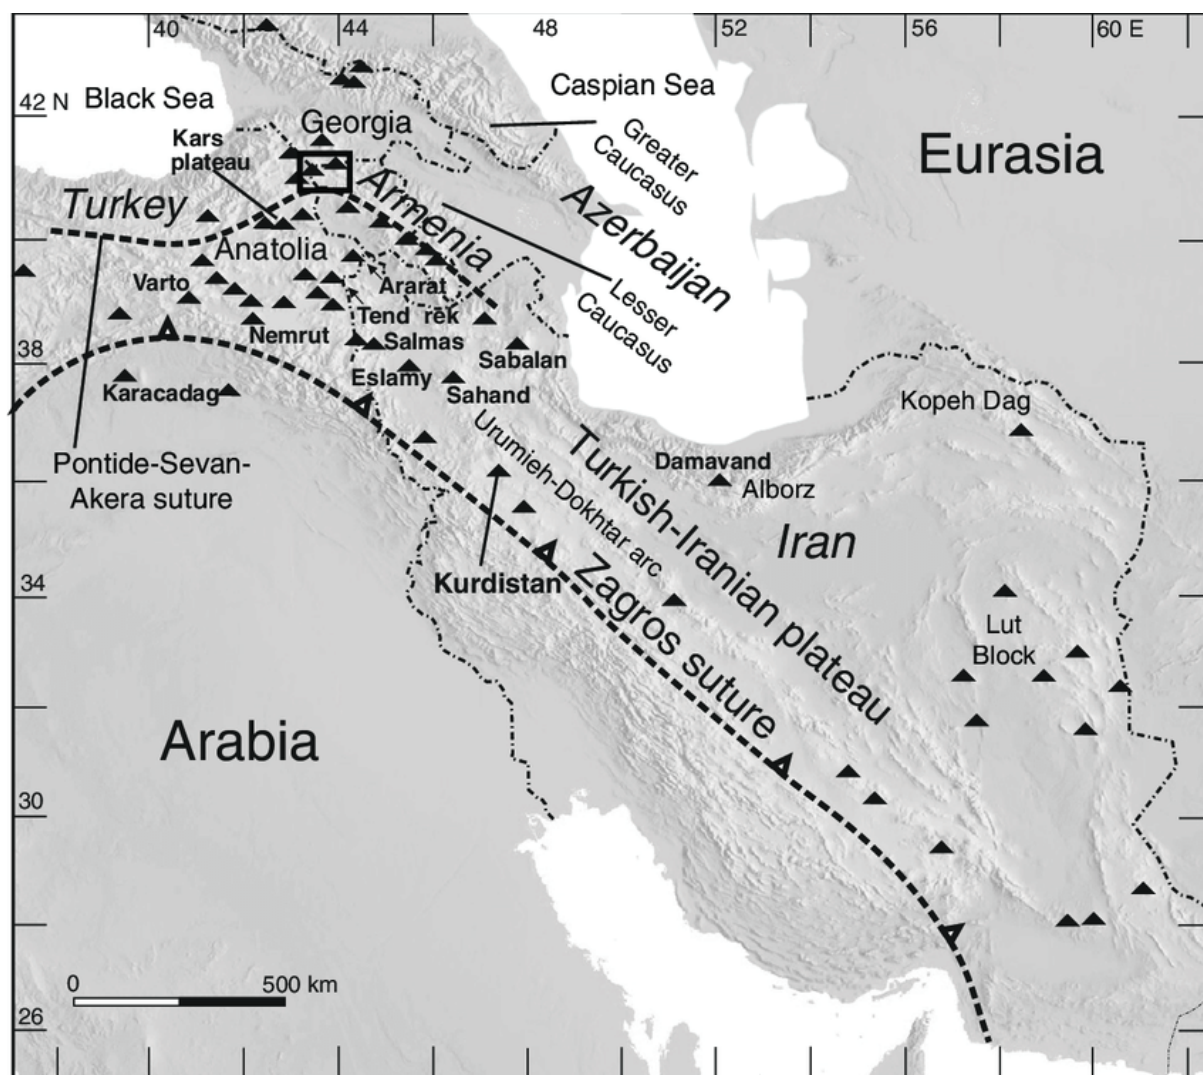 40
44
48
52
56
60 E
42 N
Black Sea
Caspian Sea
Georgia
Kars
plateau
Greater
Caucasus
Eurasia
Turkey
Armenia
Azerbaijan
Anatolia
Varto
Ararat
Tend rek
Lesser
Caucasus
Nemrut
Salmas
Sabalan
38
Eslamy
Karacadag
Sahand
Kopeh Dag
Urumieh-Dokhtar arc
Turkish-Iranian plateau
Pontide-Sevan-
Akera suture
Damavand
Alborz
Iran
Kurdistan
34
Zagros suture
Lut
Block
Arabia
30
0
500 km
26